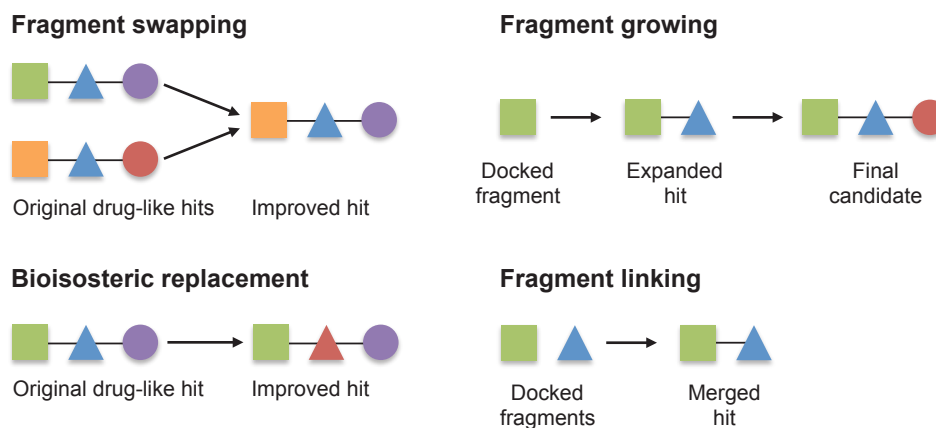 Fragment swapping
Original drug-like hits
Improved hit
Fragment growing
Docked
fragment
Expanded
hit
Final
candidate
Bioisosteric replacement
Original drug-like hit
Improved hit
Fragment linking
Docked
fragments
Merged
hit